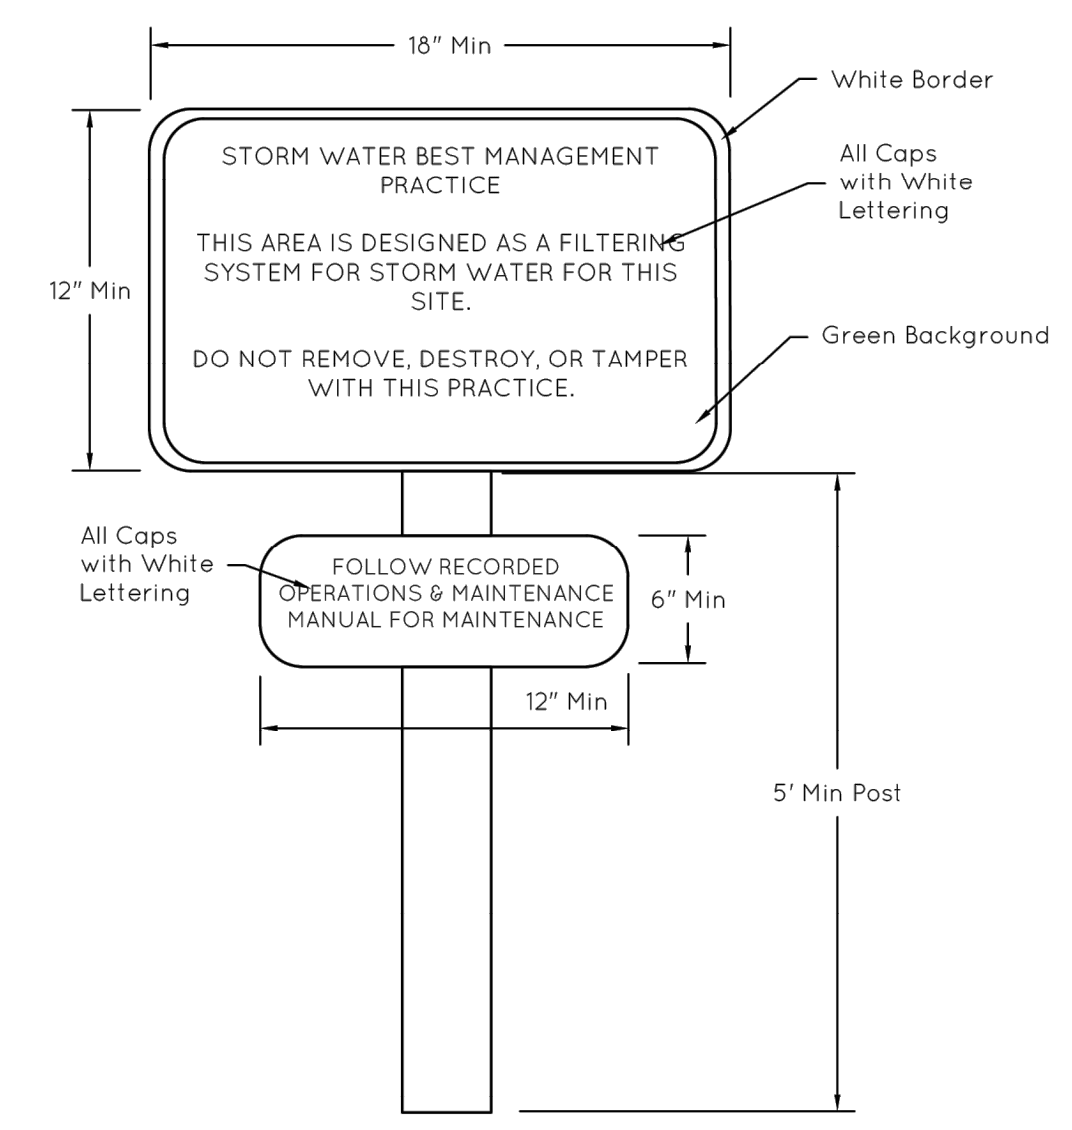 18" Min
White Border
All Caps
with White
Lettering
STORM WATER BEST MANAGEMENT
PRACTICE
THIS AREA IS DESIGNED AS A FILTERING
SYSTEM FOR STORM WATER FOR THIS
SITE.
12" Min
Green Background
DO NOT REMOVE, DESTROY, OR TAMPER
WITH THIS PRACTICE.
All Caps
with White
Lettering
FOLLOW RECORDED
OPERATIONS & MAINTENANCE
MANUAL FOR MAINTENANCE
6" Min
12" Min
5' Min Post